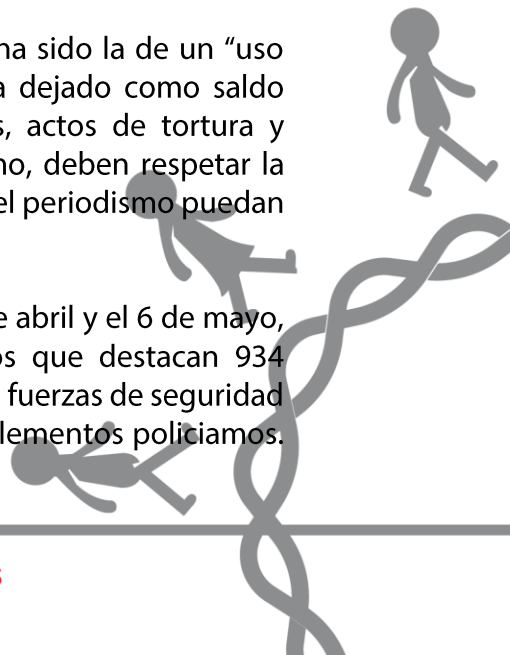 ha sido la de un “uso
a dejado como saldo
s, actos de tortura y
no, deben respetar la
el periodismo puedan
e abril y el 6 de mayo,
os que destacan 934
fuerzas de seguridad
lementos policiamos.
s